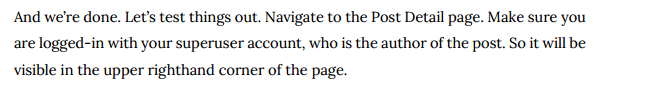 And we’re done. Let’s test things out. Navigate to the Post Detail page. Make sure you
are logged-in with your superuser account, who is the author of the post. So it will be
visible in the upper righthand corner of the page.